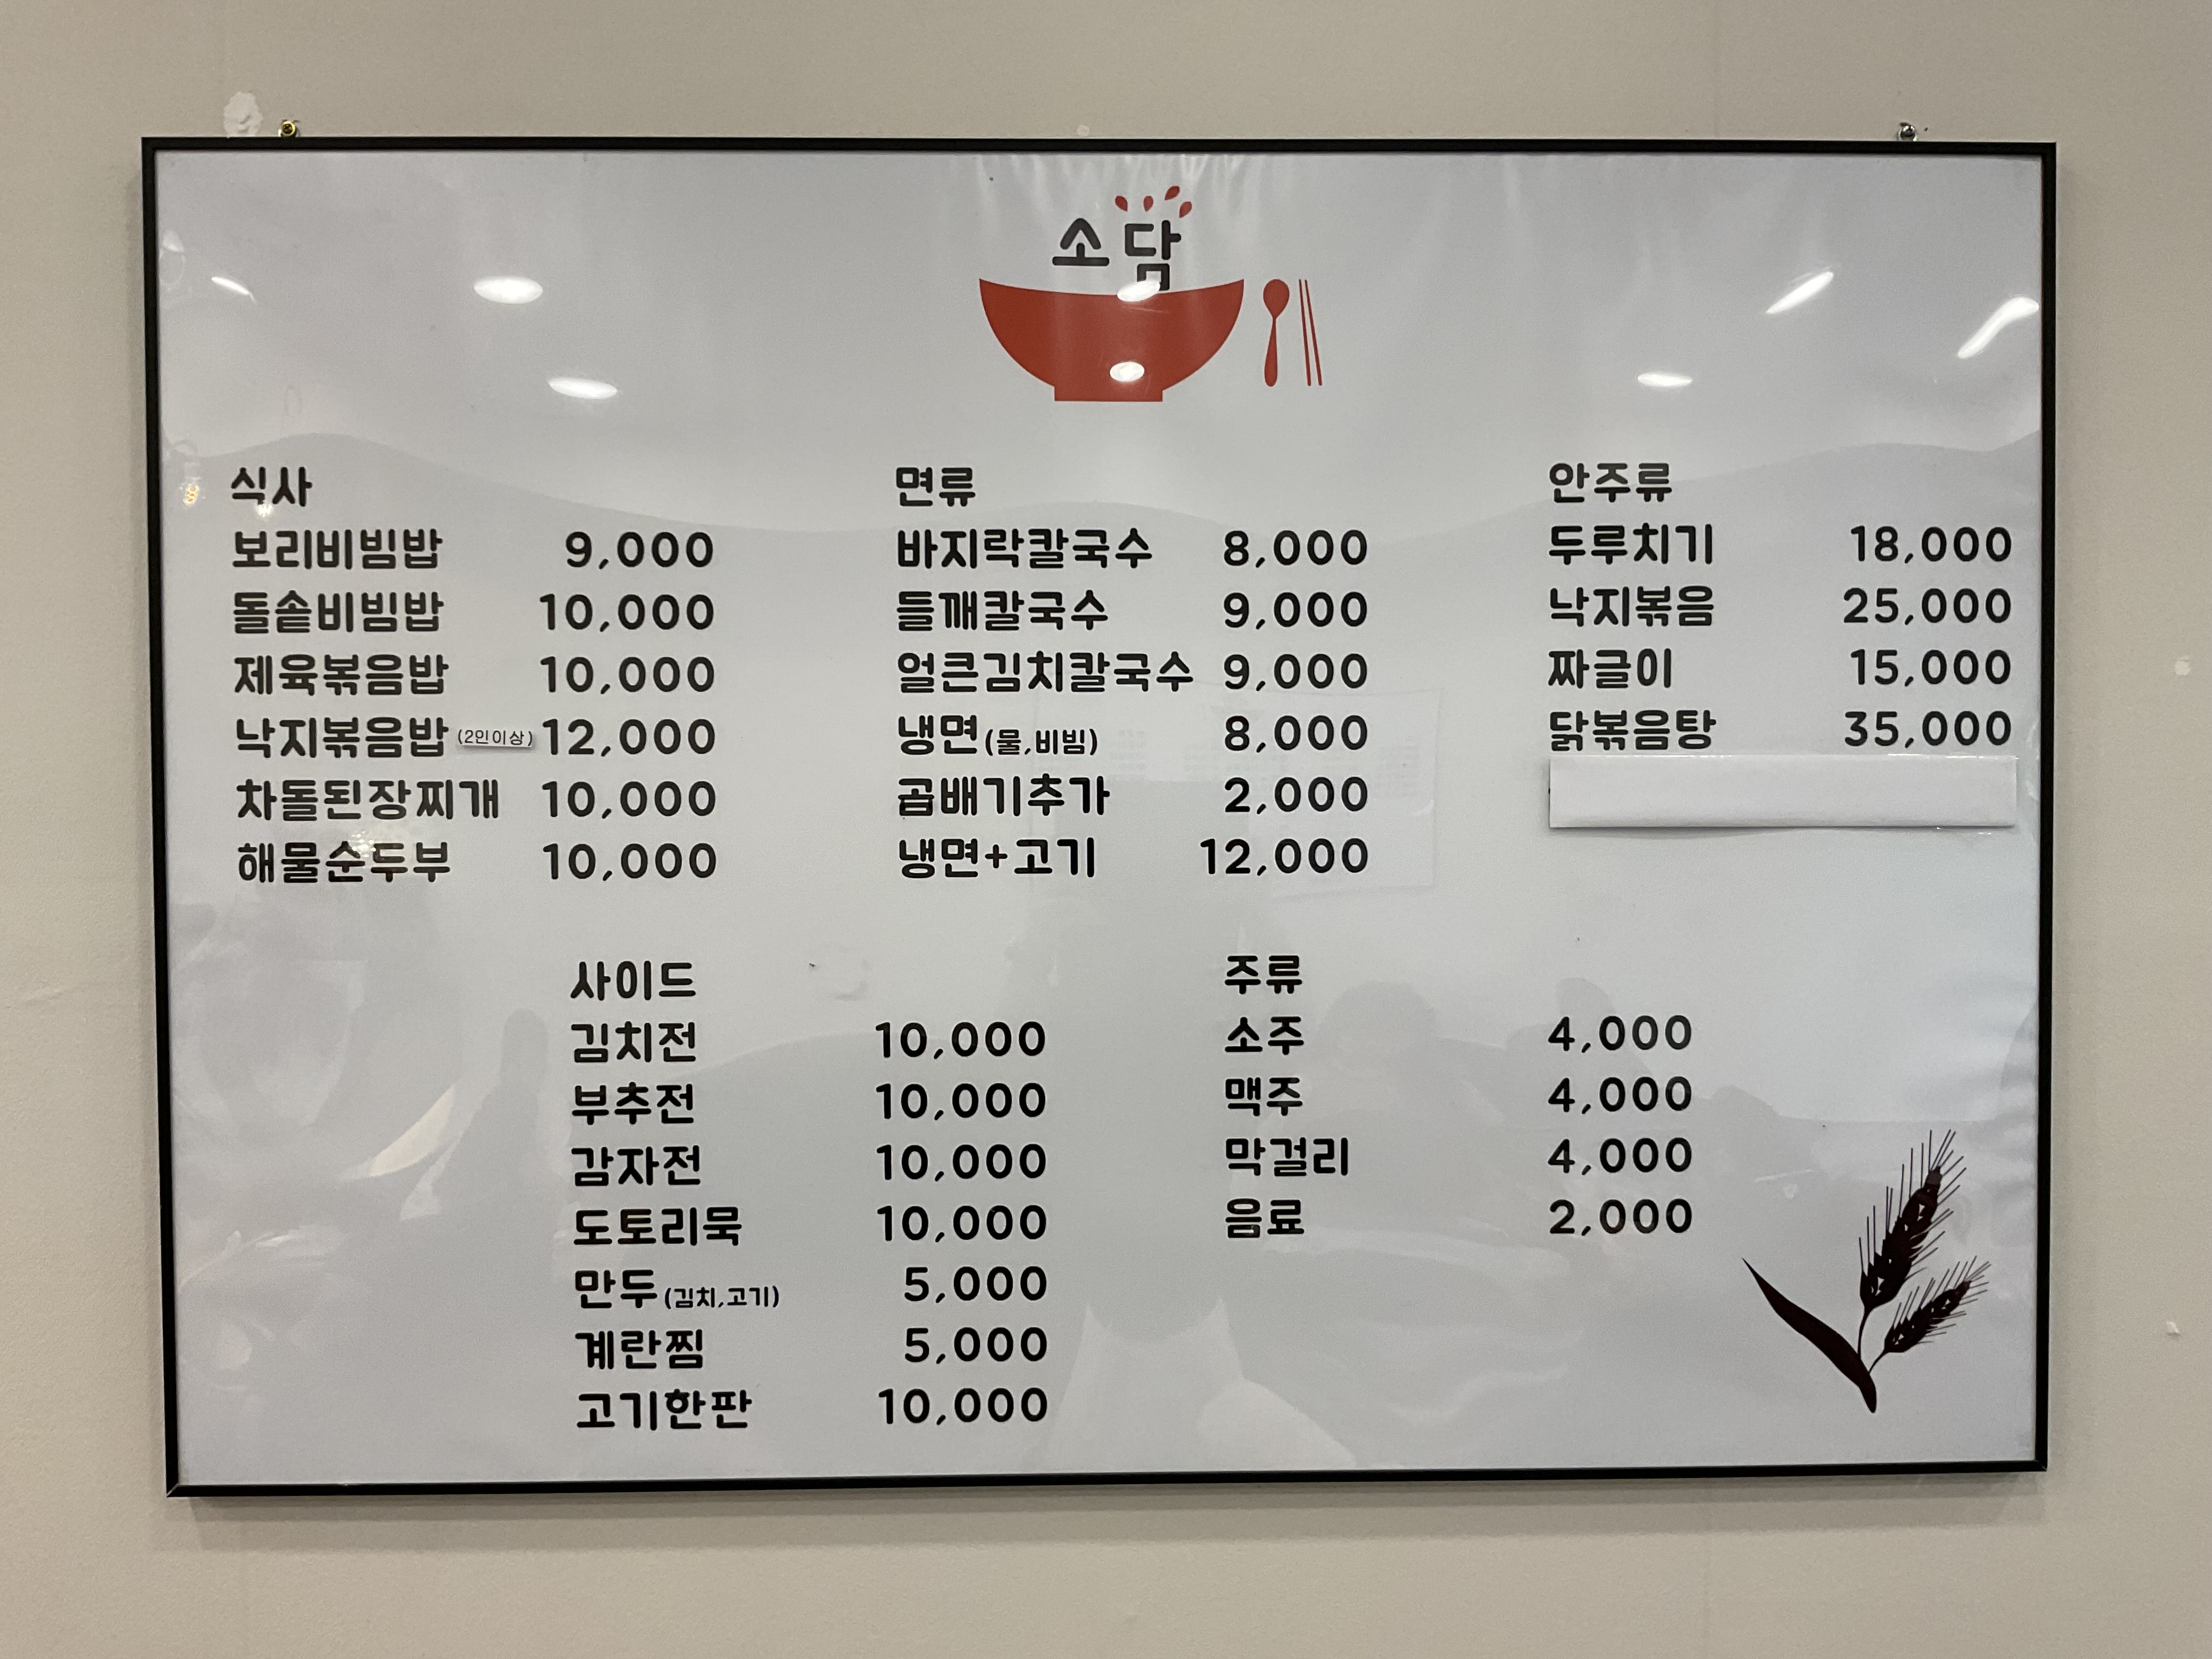 소담
식사
보리비빔밥 9,000
돌솥비빔밥 10,000
제육볶음밥 10,000
낙지볶음밥 (2인이상) 12,000
차돌된장찌개 10,000
해물순두부 10,000
면류
바지락칼국수 8,000
들깨칼국수 9,000
얼큰김치칼국수 9,000
냉면(물,비빔) 8,000
곱배기추가 2,000
냉면+고기 12,000
안주류
두루치기 18,000
낙지볶음 25,000
짜글이 15,000
닭볶음탕 35,000
사이드
김치전 10,000
부추전 10,000
감자전 10,000
도토리묵 10,000
만두(김치,고기) 5,000
계란찜 5,000
고기한판 10,000
주류
소주 4,000
맥주 4,000
막걸리 4,000
음료 2,000